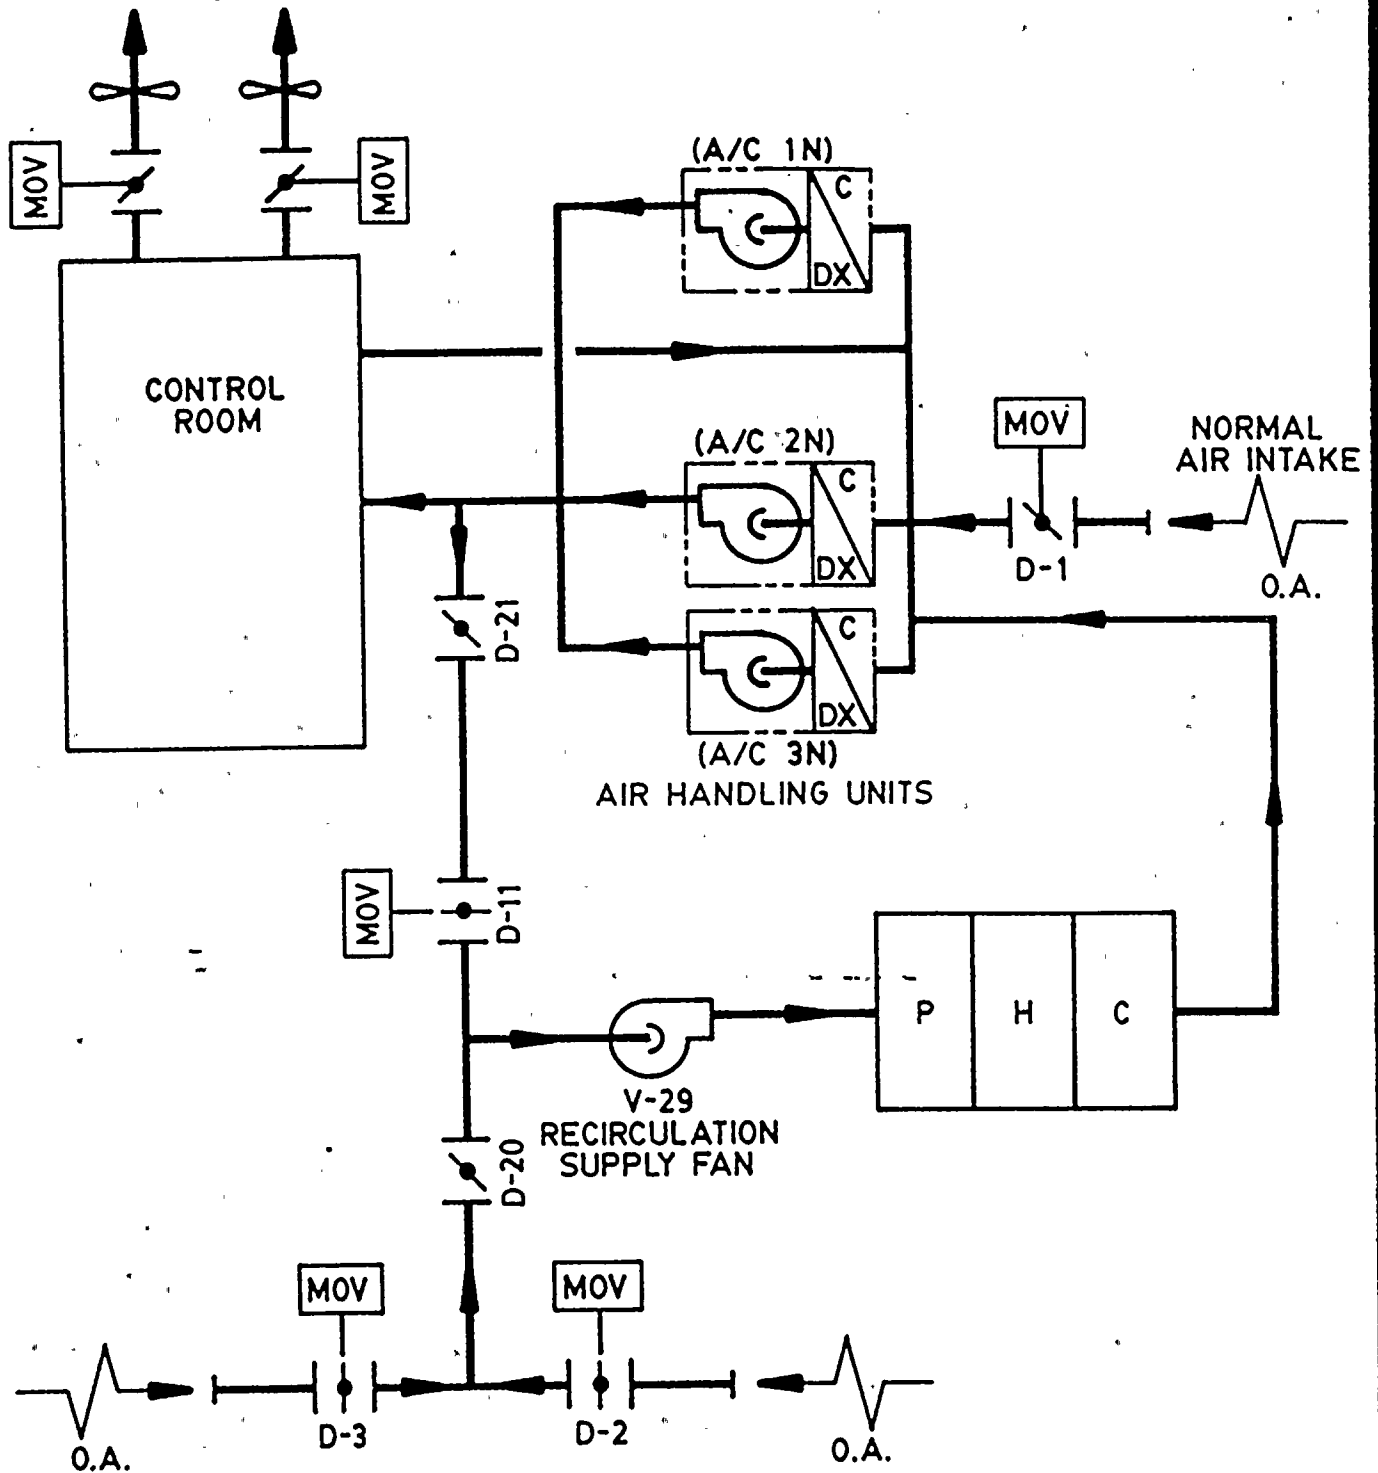 MOV
MOV
(A/C 1N)
C
DX
CONTROL
ROOM
(A/C 2N)
C
DX
MOV
NORMAL
AIR INTAKE
D-1
O.A.
D-21
C
DX
(A/C 3N)
AIR HANDLING UNITS
MOV
D-11
P H C
V-29
RECIRCULATION
SUPPLY FAN
D-20
MOV
MOV
D-3
D-2
O.A.
O.A.